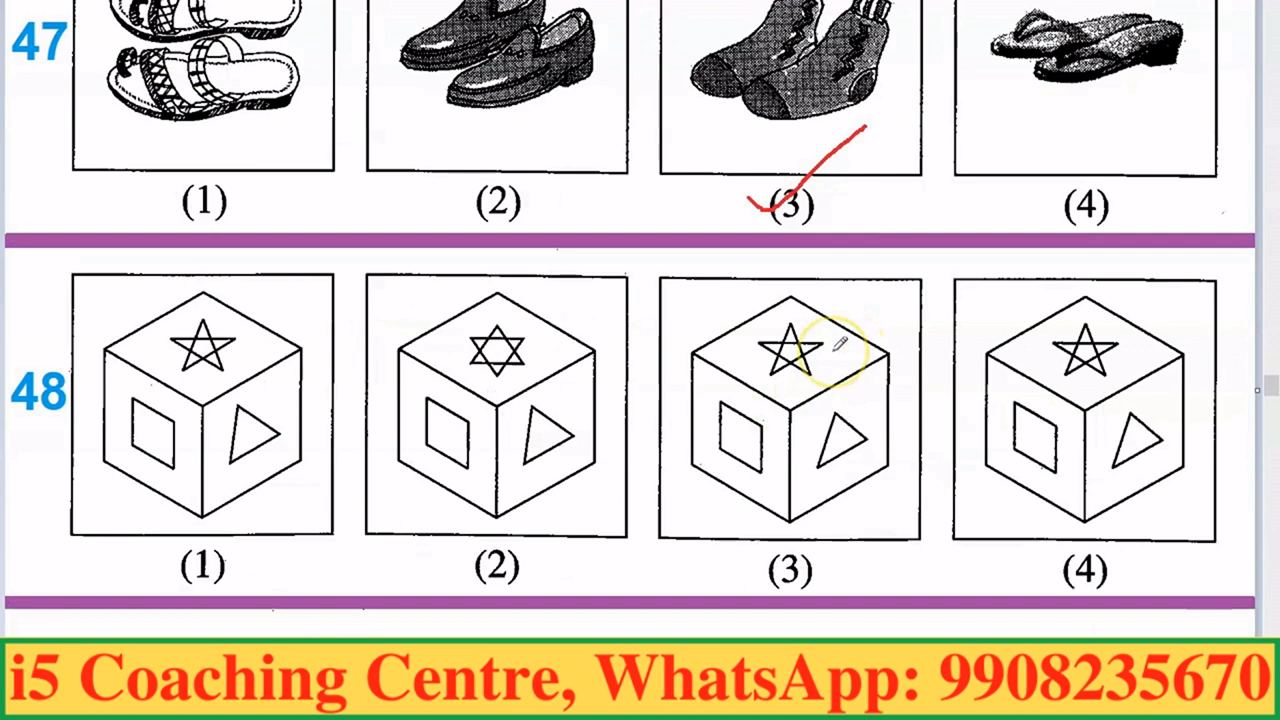 47
(1) (2) (3) (4)
48
(1) (2) (3) (4)
i5 Coaching Centre, WhatsApp: 9908235670